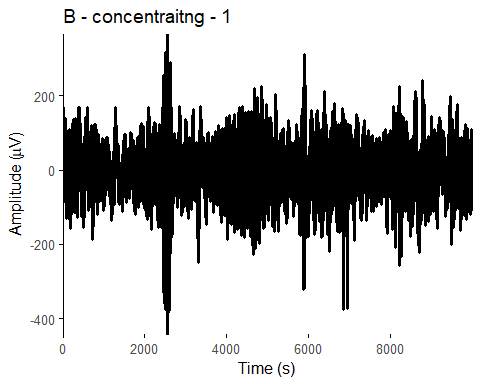 B - concentraitng - 1
Amplitude (μV)
200
0
-200
-400
0 2000 4000 6000 8000
Time (s)